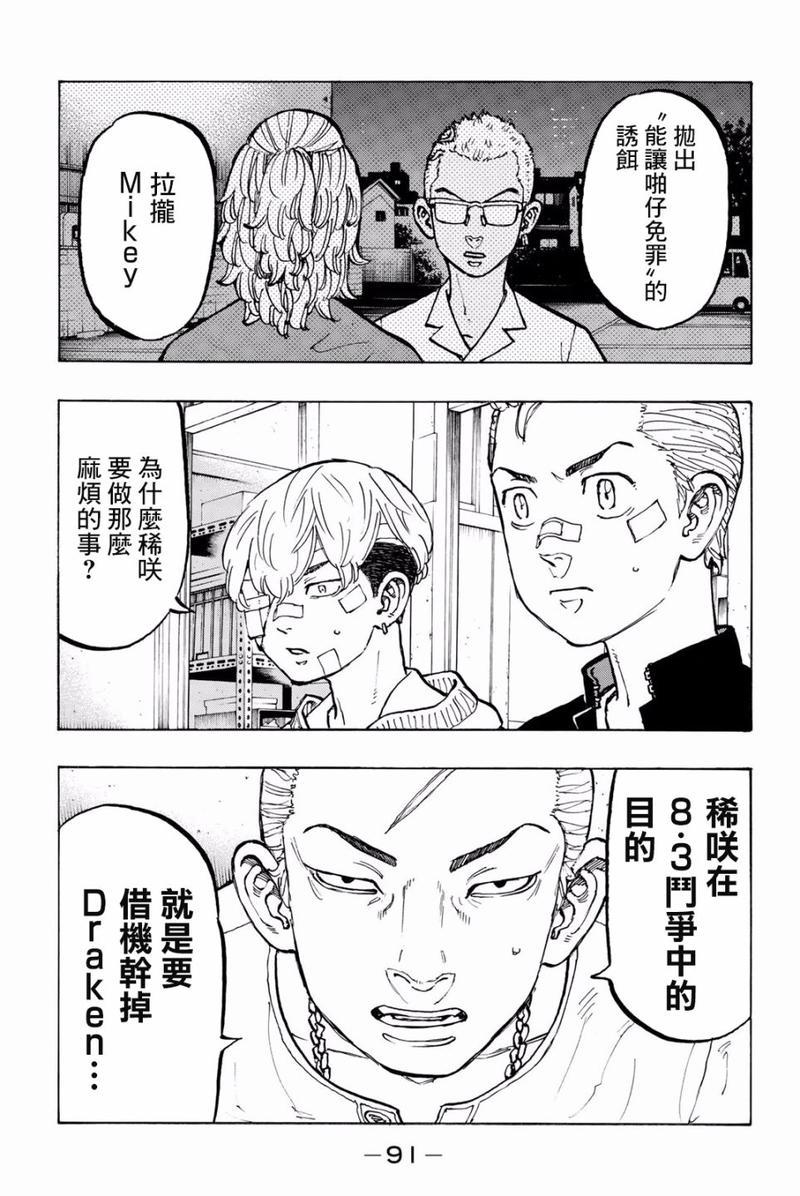 拋出
“能讓啪仔免罪”的
誘餌
拉攏
Mikey
為什麼稀咲
要做那麼
麻煩的事？
稀咲在
8·3鬥爭中的
目的
就是要
借機幹掉
Draken…
—91—